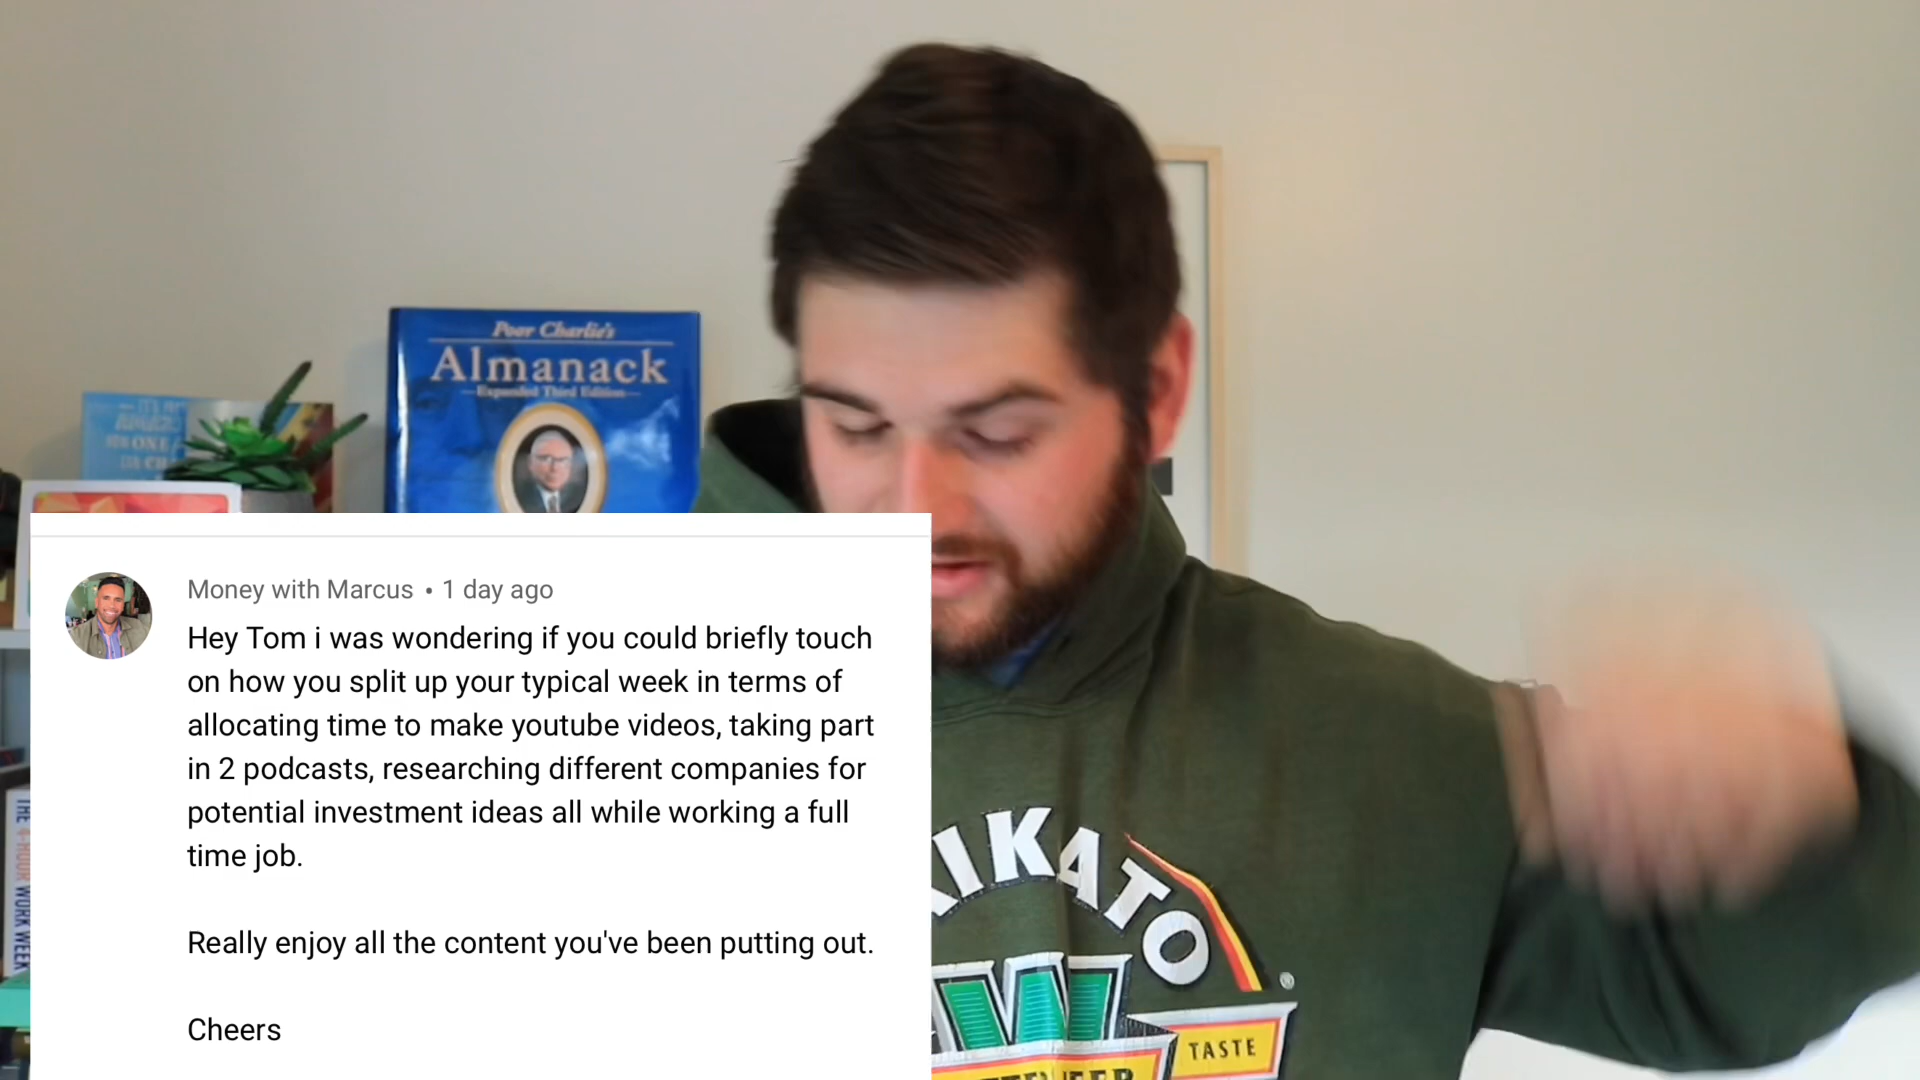 Poor Charlie's
Almanack
Expanded Third Edition
THE 4-HOUR WORK WEEK
Money with Marcus • 1 day ago
Hey Tom i was wondering if you could briefly touch
on how you split up your typical week in terms of
allocating time to make youtube videos, taking part
in 2 podcasts, researching different companies for
potential investment ideas all while working a full
time job.
Really enjoy all the content you've been putting out.
Cheers
IKATO
®
W
TASTE